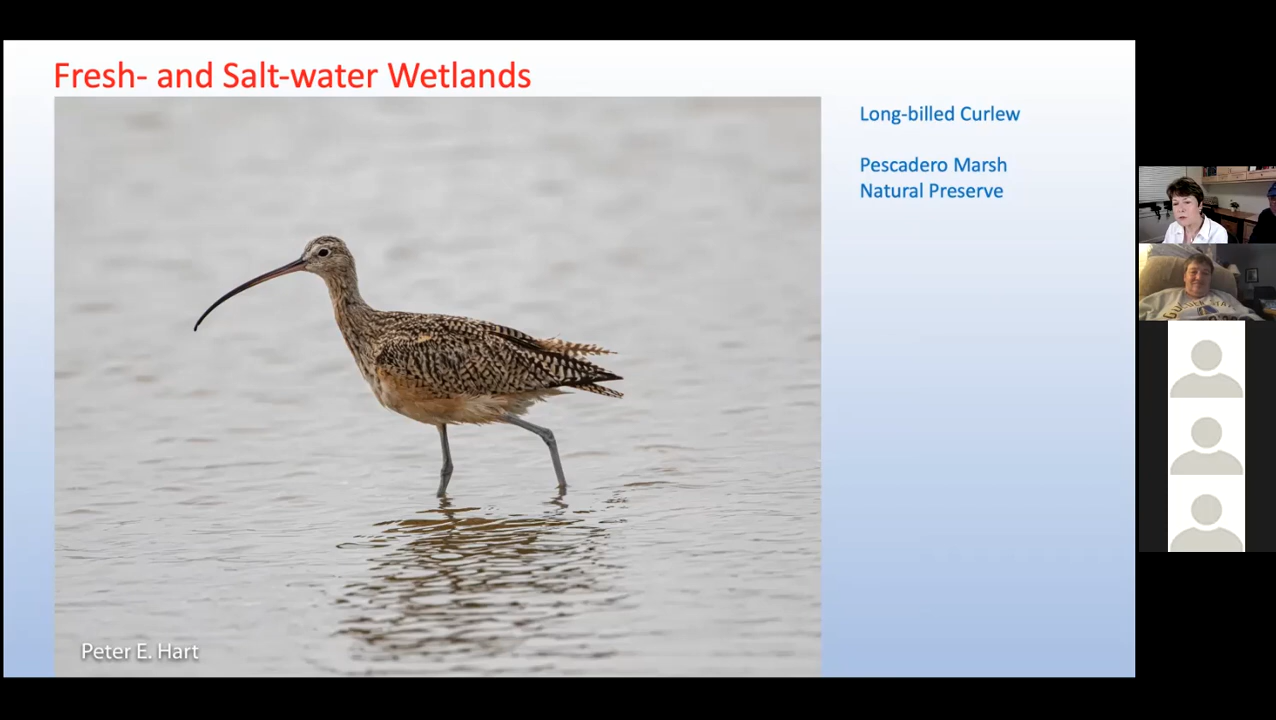 Fresh- and Salt-water Wetlands
Long-billed Curlew
Pescadero Marsh
Natural Preserve
Peter E. Hart